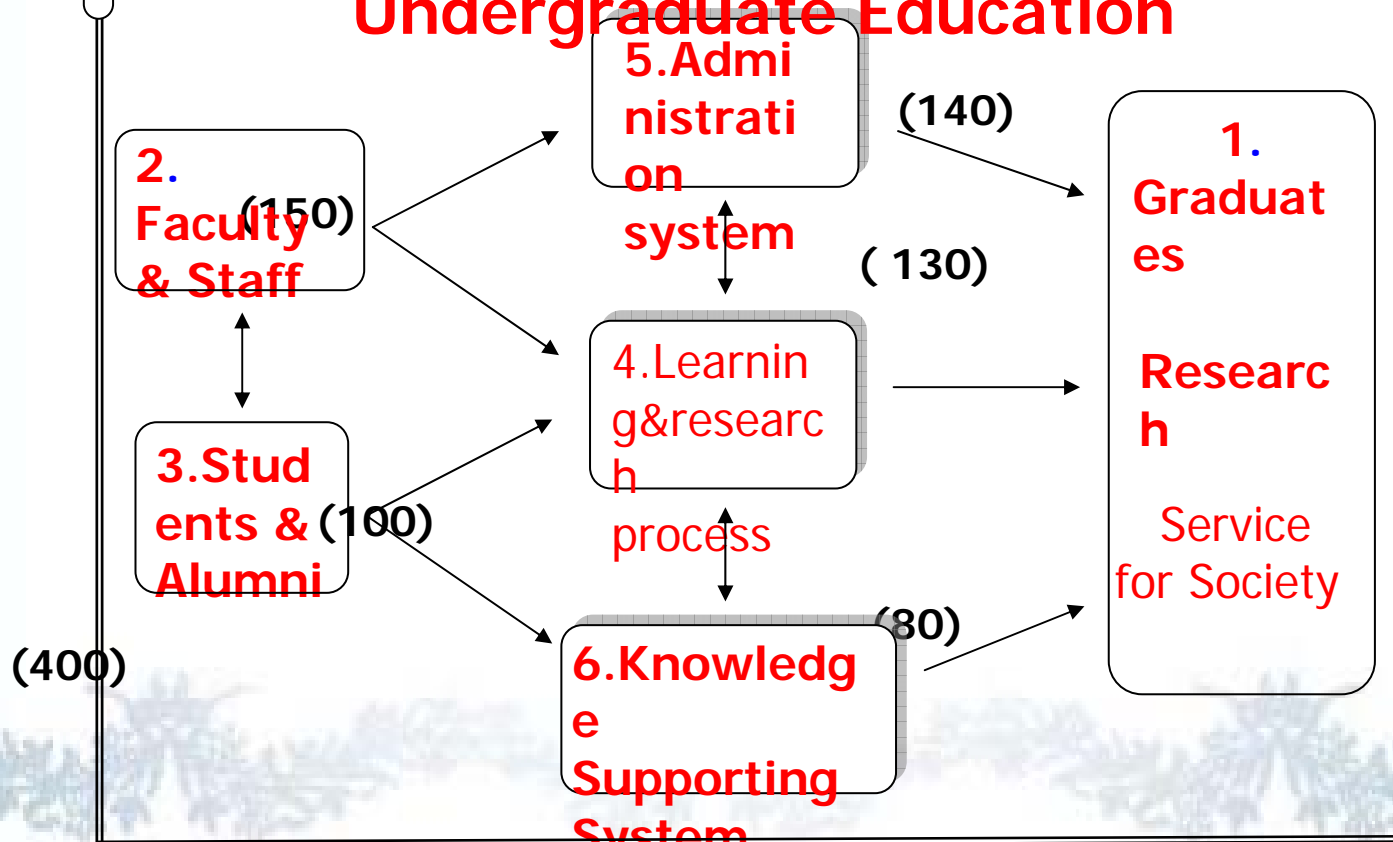 Undergraduate Education
5.Admi
nistrati
on
system
(140)
1.
Graduat
es
Researc
h
Service
for Society
2.
Faculty
& Staff
(150)
( 130)
4.Learnin
g&researc
h
process
3.Stud
ents &
Alumni
(100)
(80)
(400)
6.Knowledg
e
Supporting
System